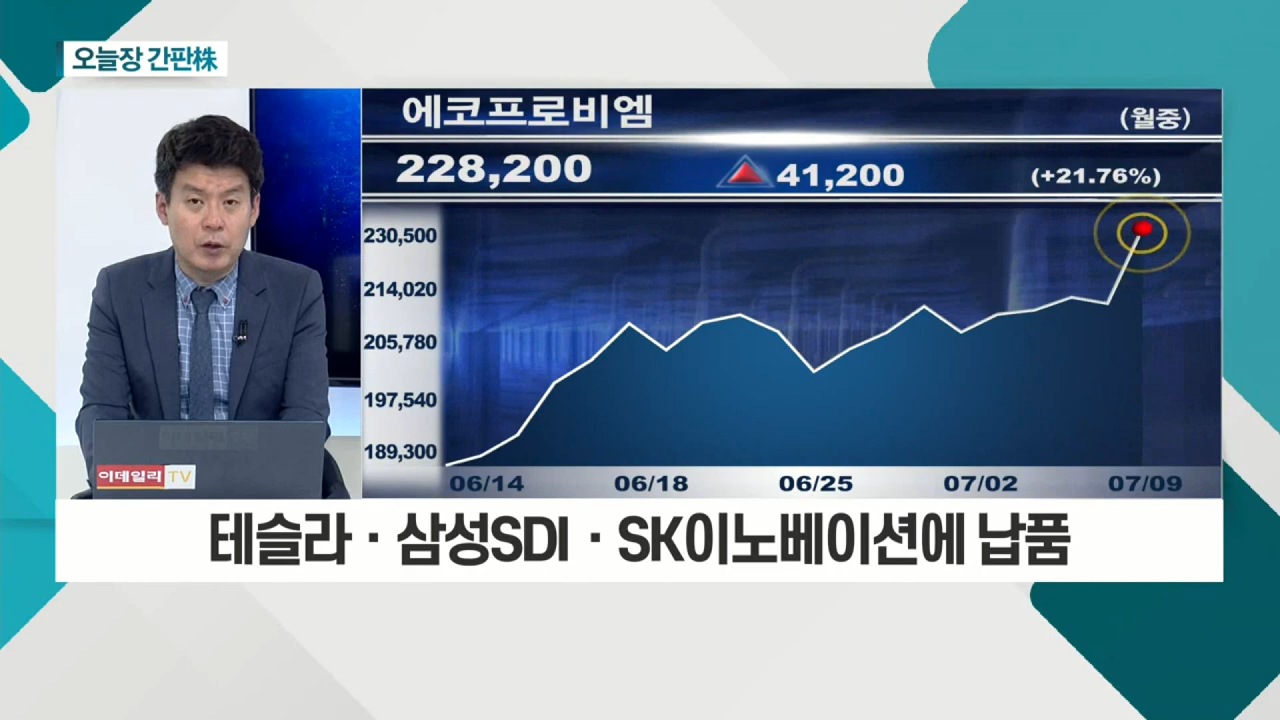 오늘장 간판株
에코프로비엠
(월중)
228,200
41,200
(+21.76%)
230,500
214,020
205,780
197,540
189,300
06/14
06/18
06/25
07/02
07/09
이데일리TV
테슬라 · 삼성SDI · SK이노베이션에 납품